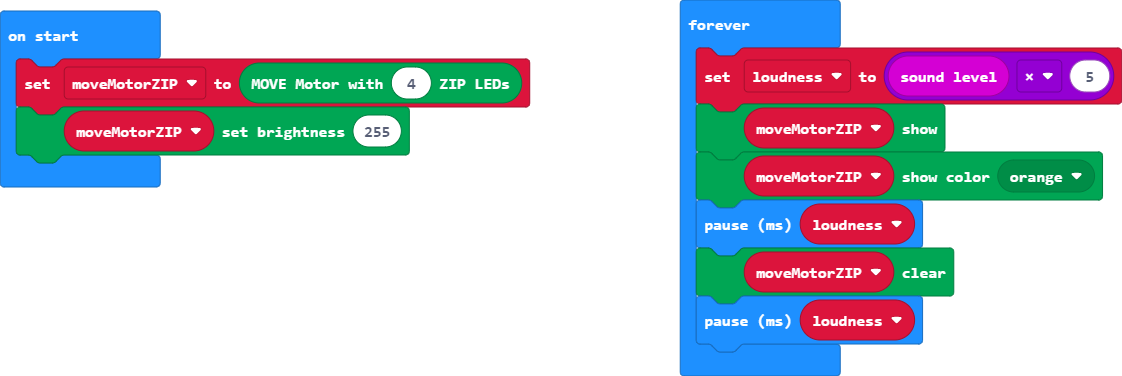 on start
set moveMotorZIP to MOVE Motor with 4 ZIP LEDs
moveMotorZIP set brightness 255
forever
set loudness to sound level × 5
moveMotorZIP show
moveMotorZIP show color orange
pause (ms) loudness
moveMotorZIP clear
pause (ms) loudness